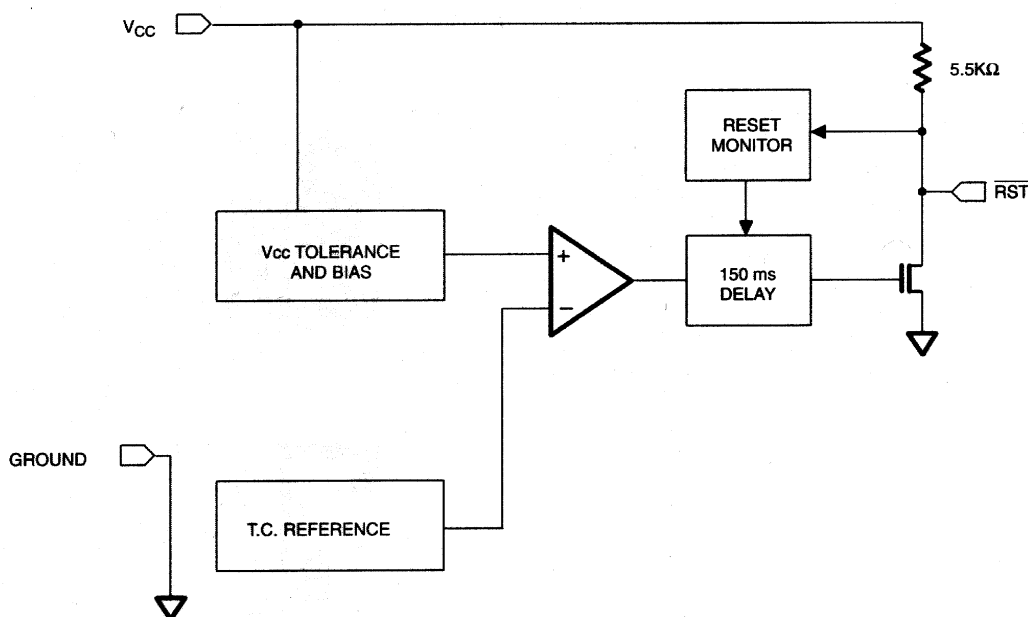 VCC
5.5KΩ
RESET
MONITOR
RST
Vcc TOLERANCE
AND BIAS
+
150 ms
DELAY
−
GROUND
T.C. REFERENCE